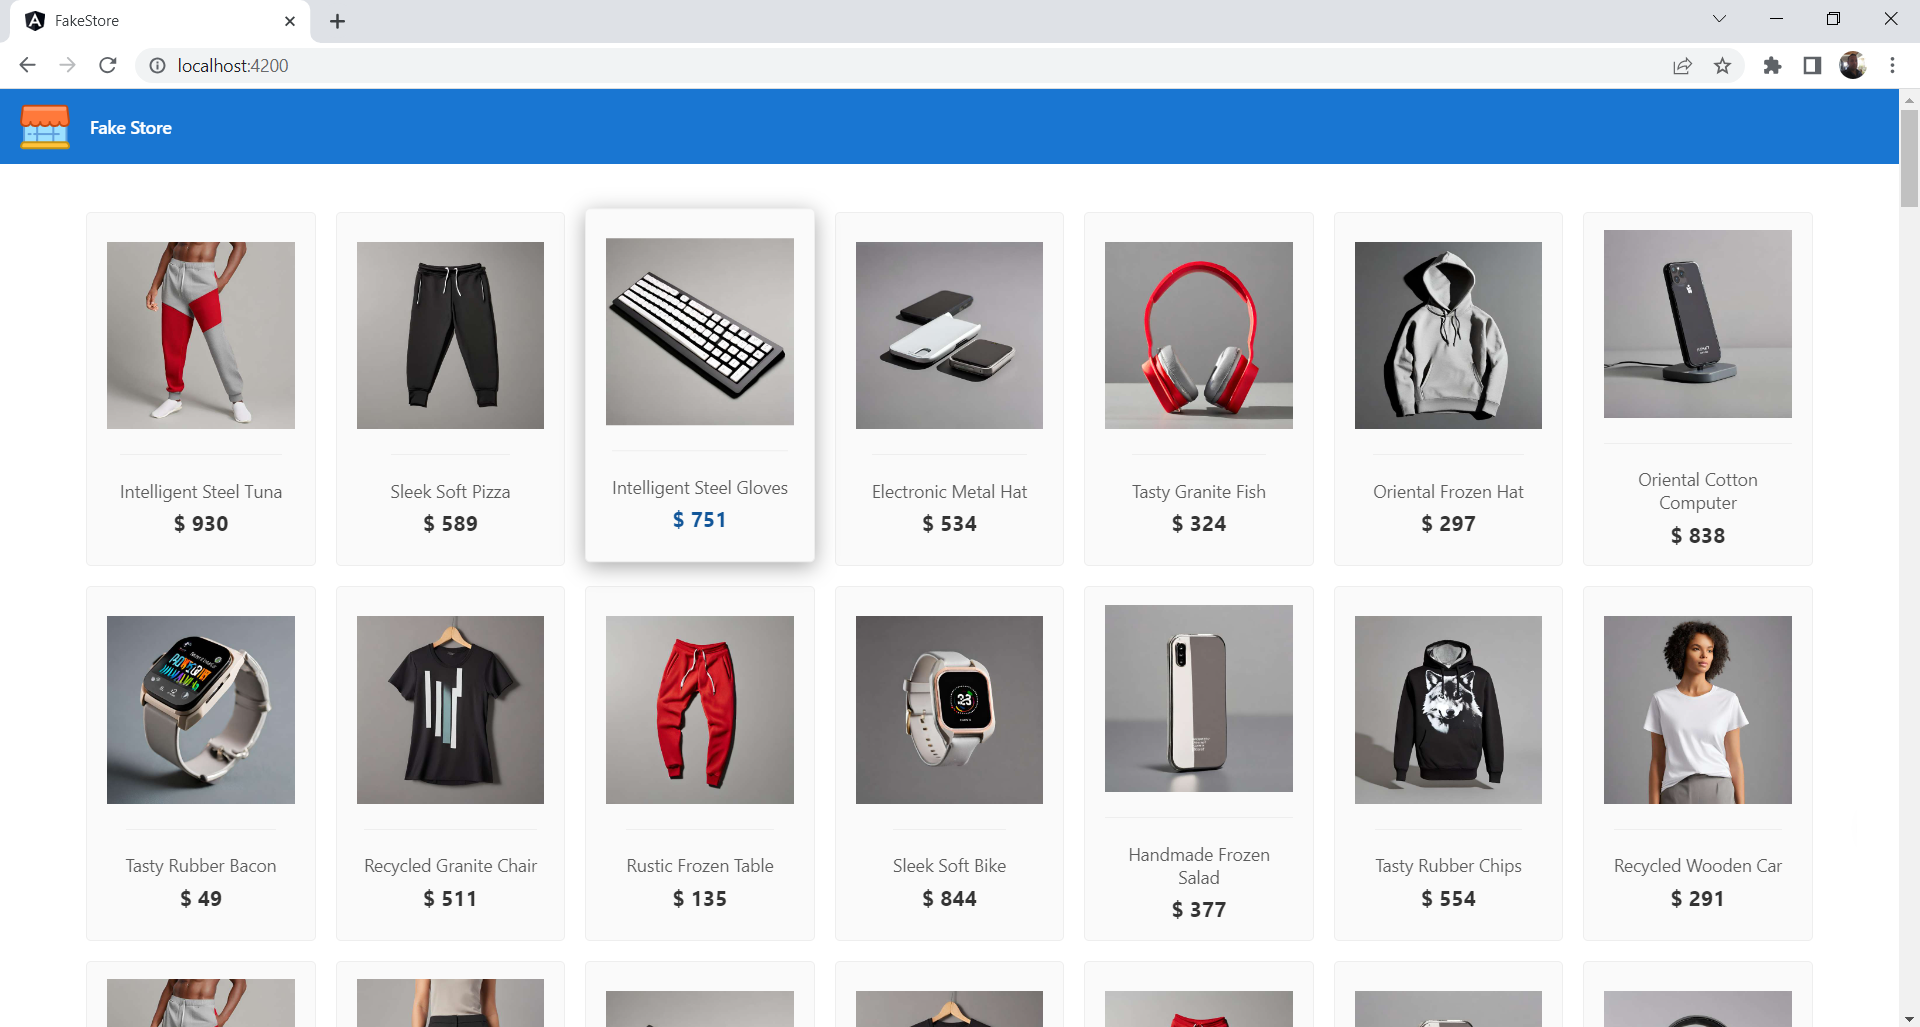 FakeStore
localhost:4200
Fake Store
Intelligent Steel Tuna
$ 930
Sleek Soft Pizza
$ 589
Intelligent Steel Gloves
$ 751
Electronic Metal Hat
$ 534
Tasty Granite Fish
$ 324
Oriental Frozen Hat
$ 297
Oriental Cotton
Computer
$ 838
23
Tasty Rubber Bacon
$ 49
Recycled Granite Chair
$ 511
Rustic Frozen Table
$ 135
Sleek Soft Bike
$ 844
Handmade Frozen
Salad
$ 377
Tasty Rubber Chips
$ 554
Recycled Wooden Car
$ 291